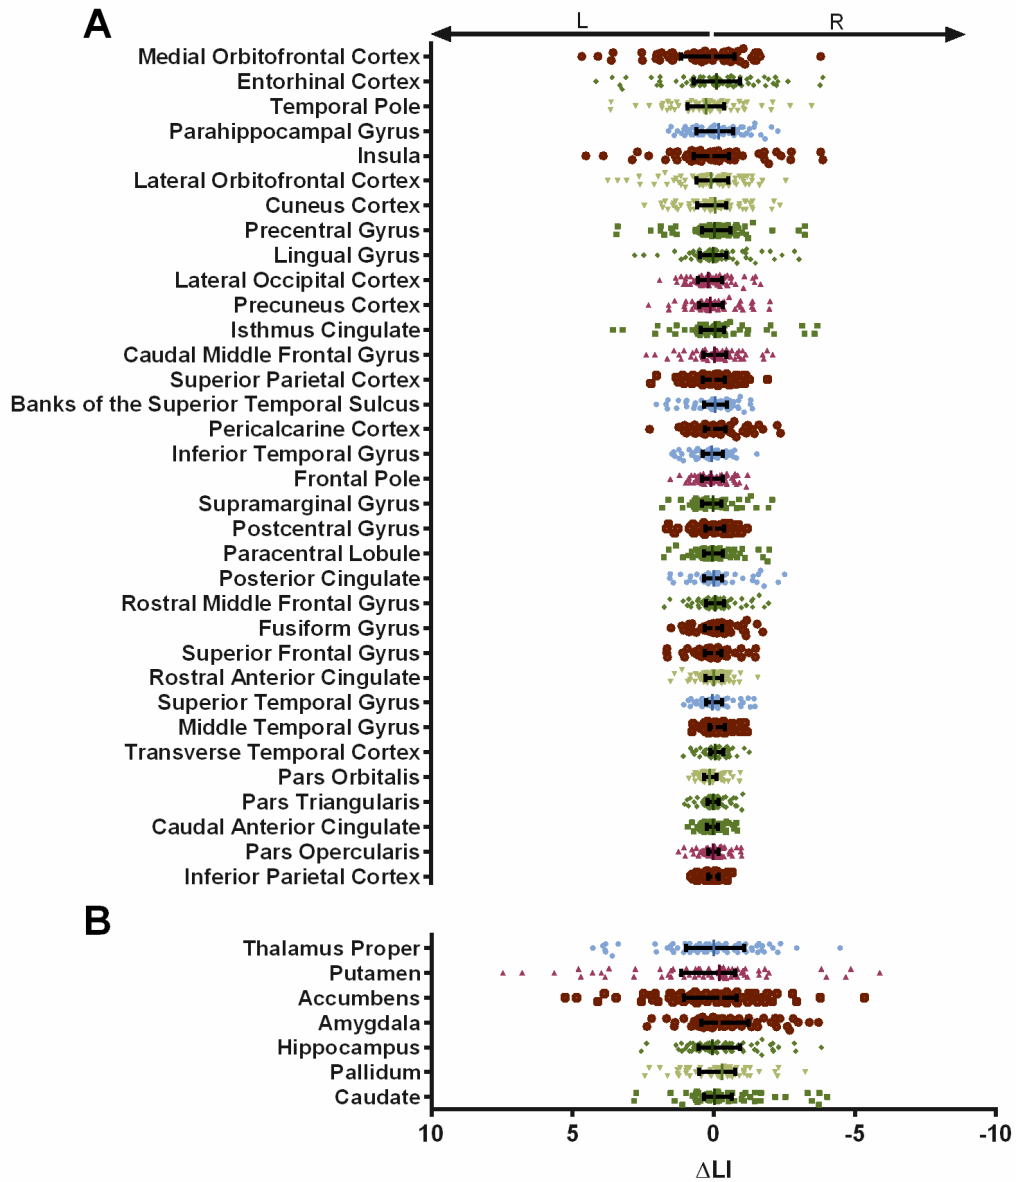 A
L
R
Medial Orbitofrontal Cortex
Entorhinal Cortex
Temporal Pole
Parahippocampal Gyrus
Insula
Lateral Orbitofrontal Cortex
Cuneus Cortex
Precentral Gyrus
Lingual Gyrus
Lateral Occipital Cortex
Precuneus Cortex
Isthmus Cingulate
Caudal Middle Frontal Gyrus
Superior Parietal Cortex
Banks of the Superior Temporal Sulcus
Pericalcarine Cortex
Inferior Temporal Gyrus
Frontal Pole
Supramarginal Gyrus
Postcentral Gyrus
Paracentral Lobule
Posterior Cingulate
Rostral Middle Frontal Gyrus
Fusiform Gyrus
Superior Frontal Gyrus
Rostral Anterior Cingulate
Superior Temporal Gyrus
Middle Temporal Gyrus
Transverse Temporal Cortex
Pars Orbitalis
Pars Triangularis
Caudal Anterior Cingulate
Pars Opercularis
Inferior Parietal Cortex
B
Thalamus Proper
Putamen
Accumbens
Amygdala
Hippocampus
Pallidum
Caudate
10 5 0 -5 -10
ΔLI